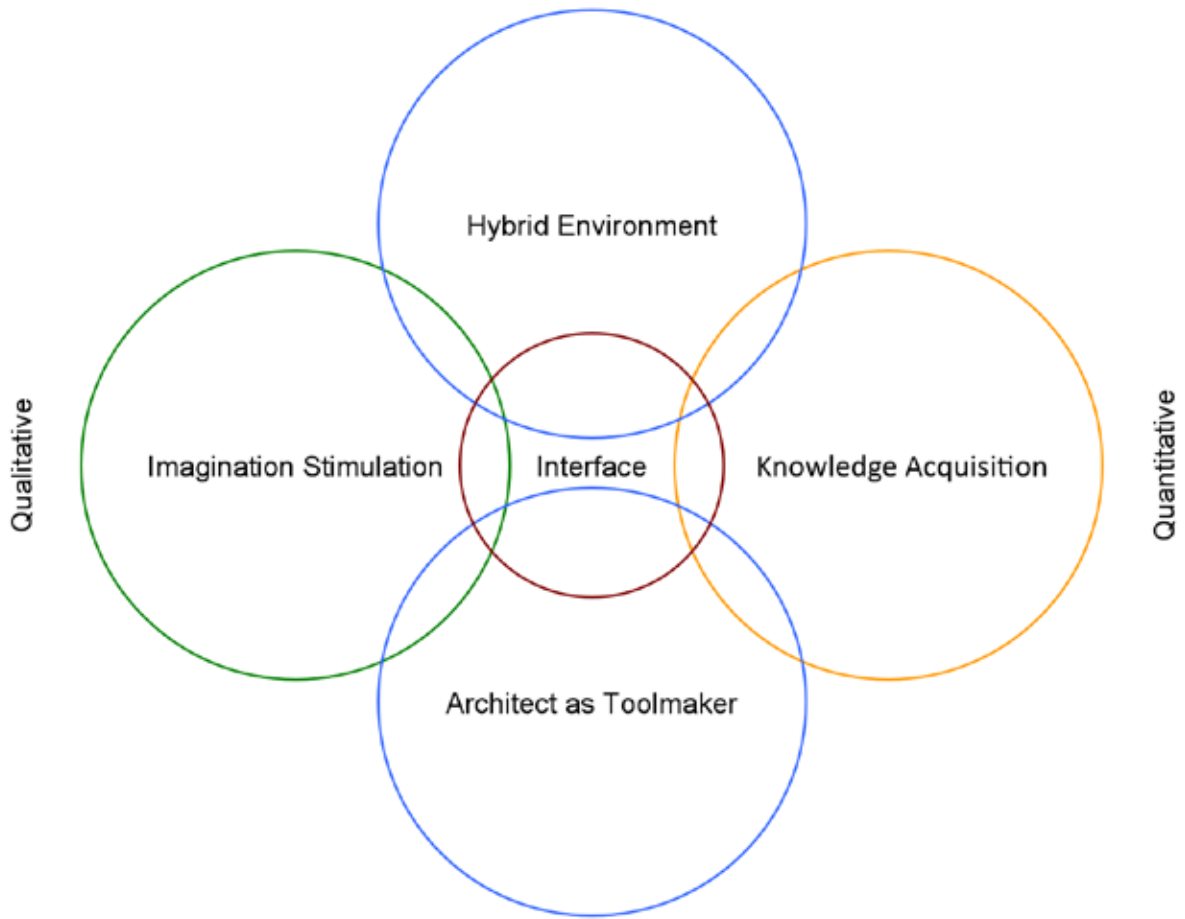 Hybrid Environment
Qualitative
Imagination Stimulation
Interface
Knowledge Acquisition
Quantitative
Architect as Toolmaker